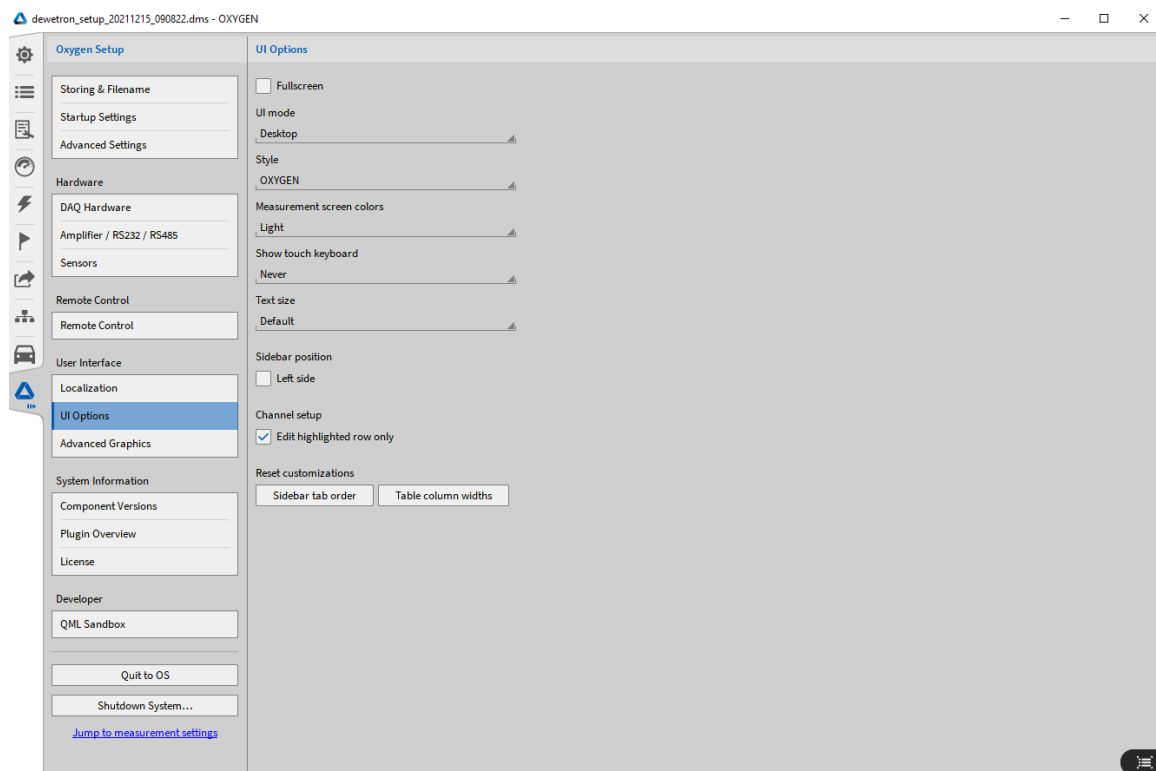 dewetron_setup_20211215_090822.dms - OXYGEN
Oxygen Setup
Storing & Filename
Startup Settings
Advanced Settings
Hardware
DAQ Hardware
Amplifier / RS232 / RS485
Sensors
Remote Control
Remote Control
User Interface
Localization
UI Options
Advanced Graphics
System Information
Component Versions
Plugin Overview
License
Developer
QML Sandbox
Quit to OS
Shutdown System...
Jump to measurement settings
UI Options
Fullscreen
UI mode
Desktop
Style
OXYGEN
Measurement screen colors
Light
Show touch keyboard
Never
Text size
Default
Sidebar position
Left side
Channel setup
Edit highlighted row only
Reset customizations
Sidebar tab order Table column widths